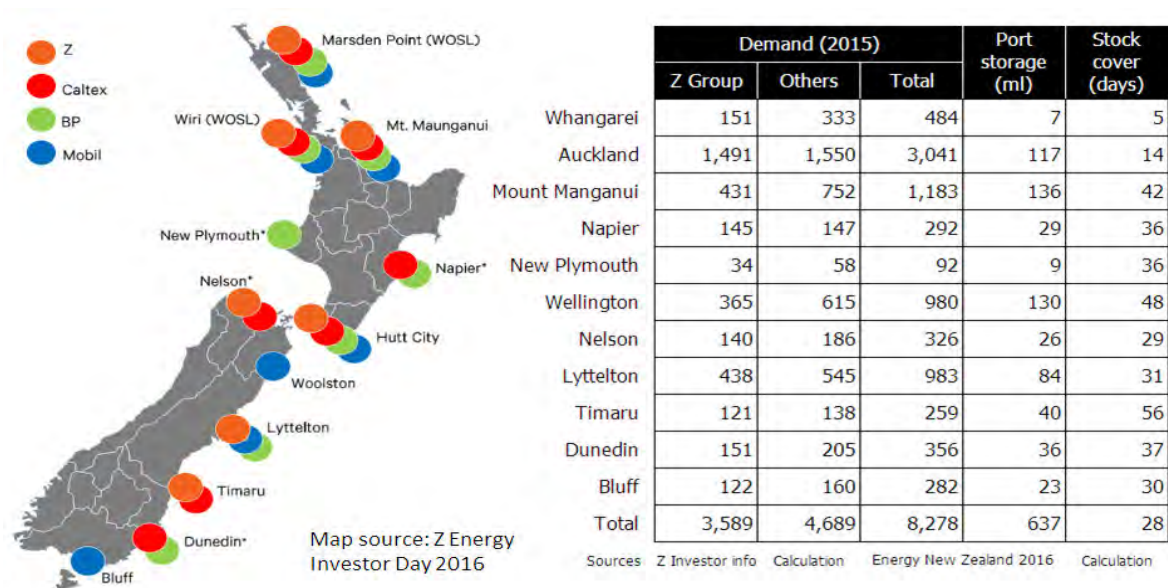 Z
Caltex
BP
Mobil
Marsden Point (WOSL)
Wiri (WOSL)
Mt. Maunganui
New Plymouth*
Napier*
Nelson*
Hutt City
Woolston
Lyttelton
Timaru
Dunedin*
Bluff
Map source: Z Energy
Investor Day 2016
Demand (2015) Port storage (ml) Stock cover (days)
Z Group Others Total
Whangarei 151 333 484 7 5
Auckland 1,491 1,550 3,041 117 14
Mount Manganui 431 752 1,183 136 42
Napier 145 147 292 29 36
New Plymouth 34 58 92 9 36
Wellington 365 615 980 130 48
Nelson 140 186 326 26 29
Lyttelton 438 545 983 84 31
Timaru 121 138 259 40 56
Dunedin 151 205 356 36 37
Bluff 122 160 282 23 30
Total 3,589 4,689 8,278 637 28
Sources Z Investor info Calculation Energy New Zealand 2016 Calculation